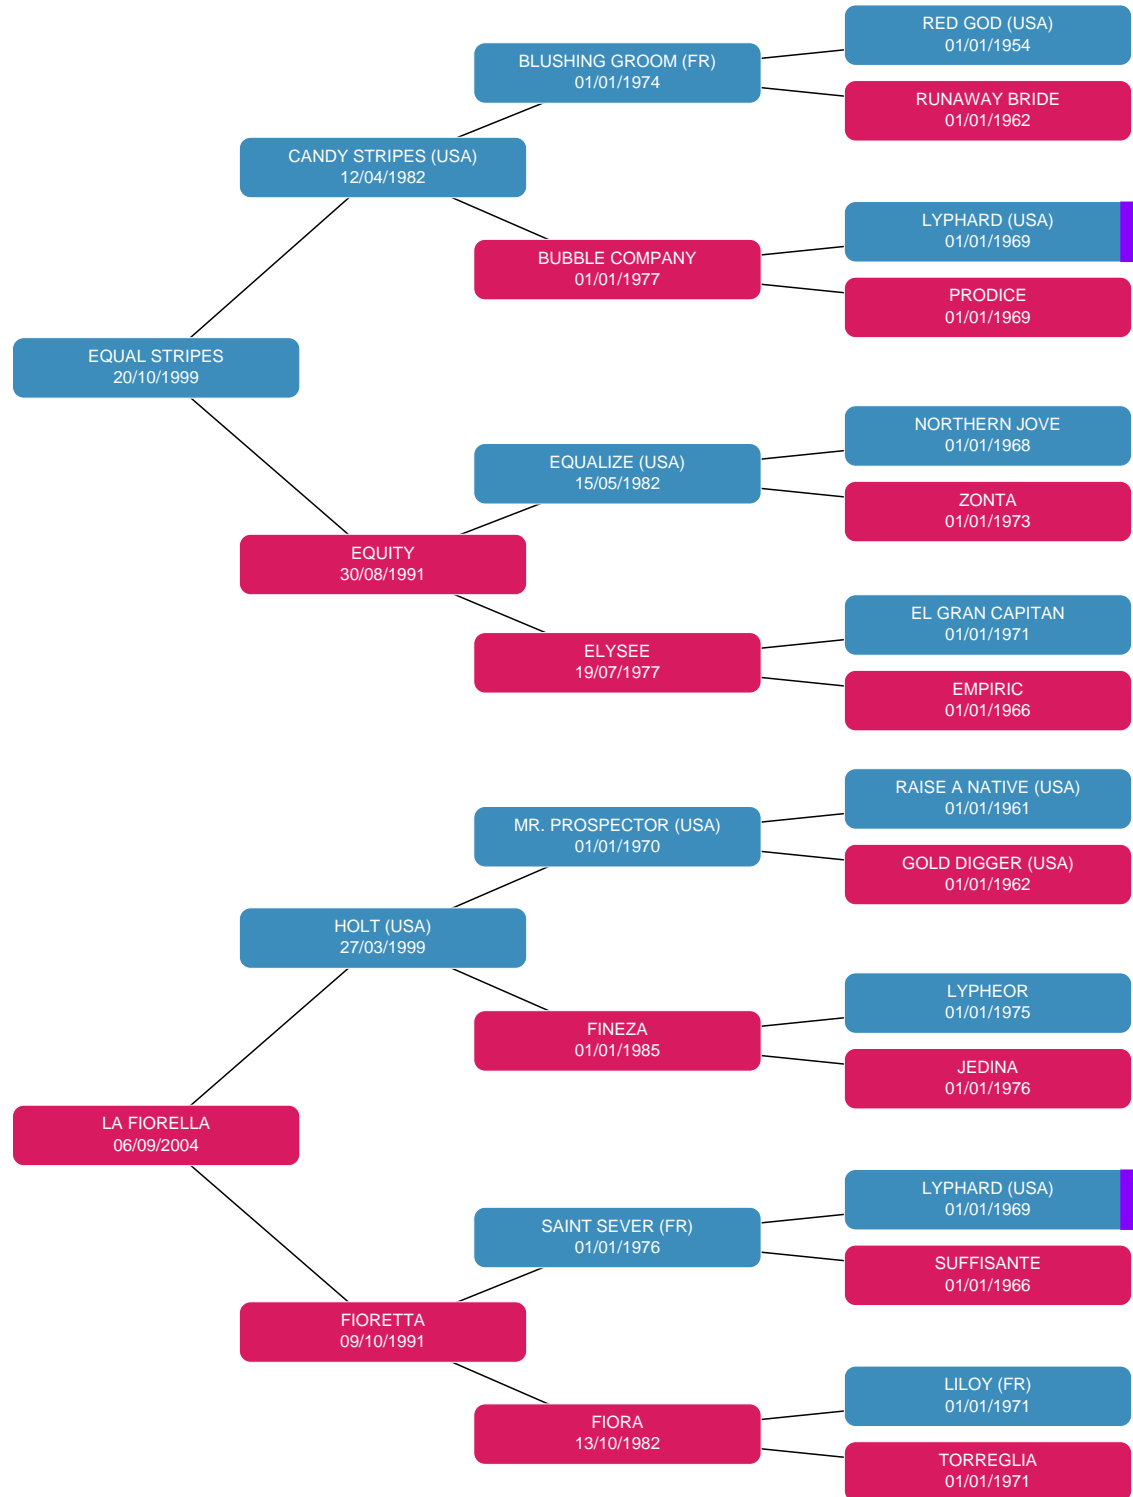 RED GOD (USA)
01/01/1954
BLUSHING GROOM (FR)
01/01/1974
RUNAWAY BRIDE
01/01/1962
CANDY STRIPES (USA)
12/04/1982
LYPHARD (USA)
01/01/1969
BUBBLE COMPANY
01/01/1977
PRODICE
01/01/1969
EQUAL STRIPES
20/10/1999
NORTHERN JOVE
01/01/1968
EQUALIZE (USA)
15/05/1982
ZONTA
01/01/1973
EQUITY
30/08/1991
EL GRAN CAPITAN
01/01/1971
ELYSEE
19/07/1977
EMPIRIC
01/01/1966
RAISE A NATIVE (USA)
01/01/1961
MR. PROSPECTOR (USA)
01/01/1970
GOLD DIGGER (USA)
01/01/1962
HOLT (USA)
27/03/1999
LYPHEOR
01/01/1975
FINEZA
01/01/1985
JEDINA
01/01/1976
LA FIORELLA
06/09/2004
LYPHARD (USA)
01/01/1969
SAINT SEVER (FR)
01/01/1976
SUFFISANTE
01/01/1966
FIORETTA
09/10/1991
LILOY (FR)
01/01/1971
FIORA
13/10/1982
TORREGLIA
01/01/1971